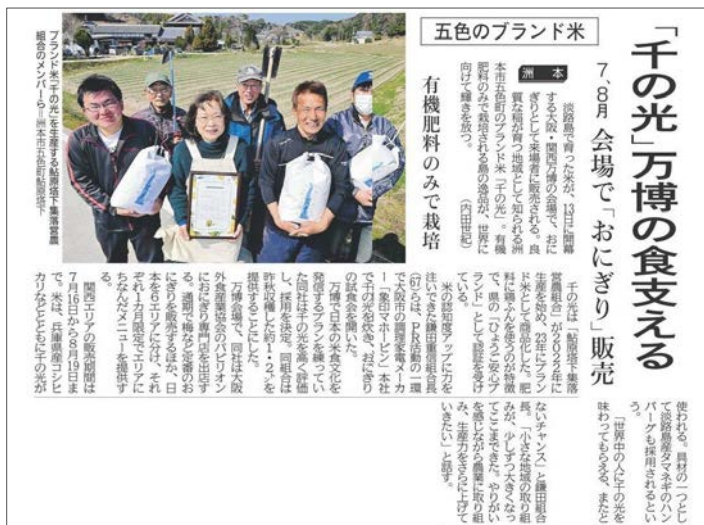 「千の光」万博の食支える
7、8月 会場で「おにぎり」販売
五色のブランド米
有機肥料のみで栽培
洲本
淡路島で育った米が、13日に開幕
する大阪・関西万博の会場で、おに
ぎりとして来場者に販売される。良
質な稲が育つ地域として知られる洲
本市五色町のブランド米「千の光」。有機
肥料のみで栽培される島の逸品が、世界に
向けて輝きを放つ。 (内田世紀)
ブランド米「千の光」を生産する鮎原塔下集落営農
組合のメンバーら=洲本市五色町鮎原塔下
千の光は「鮎原塔下集落
営農組合」が2022年に
生産を始め、23年にブラン
ド米として商品化した。肥
料に鶏ふんを使うのが特徴
で、県の「ひょうご安心ブ
ランド」として認証を受け
ている。
米の認知度アップに力を
注いできた鎌田重信組合長
(67)らは、PR活動の一環
で大阪市の調理家電メーカ
ー「象印マホービン」本社
で千の光を炊き、おにぎり
の試食会を開いた。
万博で日本の米食文化を
発信するプランを練ってい
た同社は千の光を高く評価
し、採用を決定。同組合は
昨秋収穫した約1・2㌧を
提供することにした。
万博会場で、同社は大阪
外食産業協会のパビリオン
におにぎり専門店を出店す
る。通期で梅など定番のお
にぎりを販売するほか、日
本を6エリアに分け、それ
ぞれ1カ月限定でエリアに
ちなんだメニューを提供す
る。
関西エリアの販売期間は
7月16日から8月19日ま
で。米は、兵庫県産コシヒ
カリなどとともに千の光が
使われる。具材の一つとし
て淡路島産タマネギのハン
バーグも採用されるとい
う。
「世界中の人に千の光を
味わってもらえる、またと
ないチャンス」と鎌田組合
長。「小さな地域の取り組
みが、少しずつ大きくなっ
てここまできた。やりがい
を感じながら農業に取り組
み、生産力をさらに上げて
いきたい」と話す。